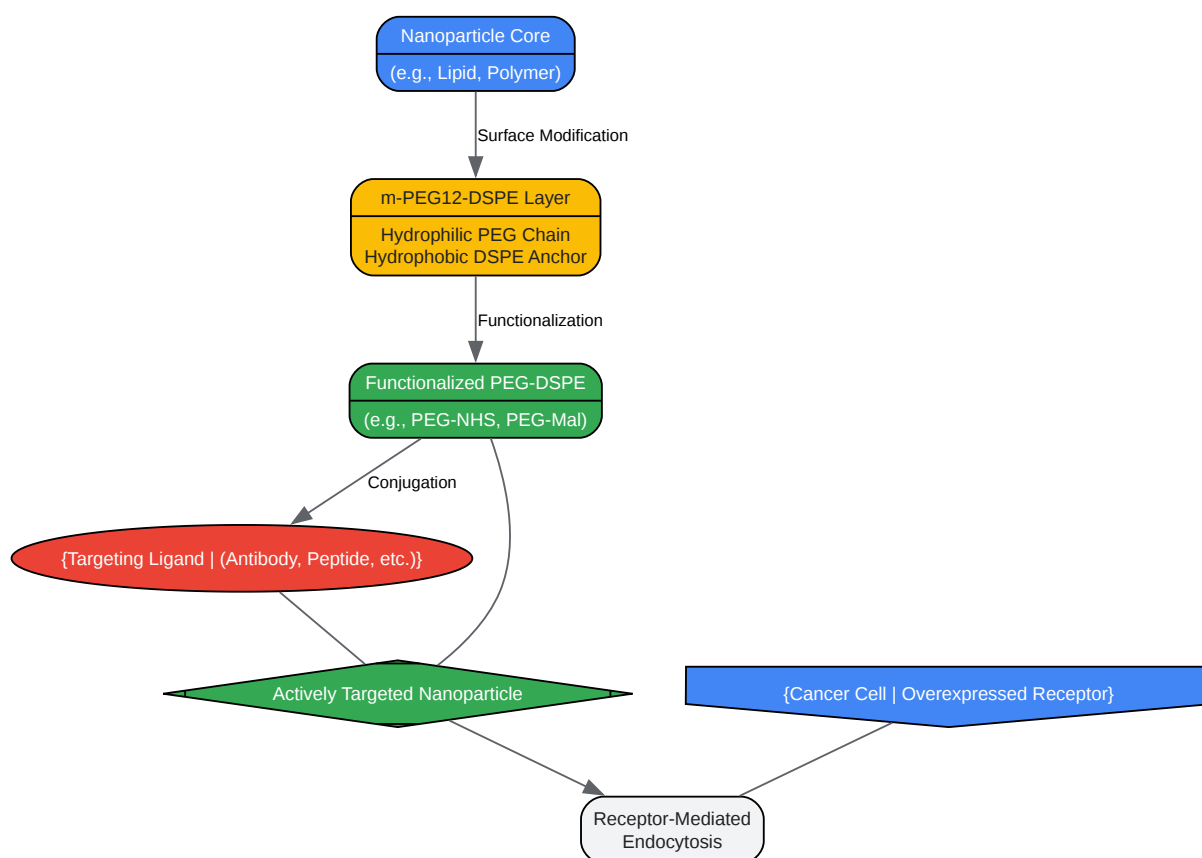 Nanoparticle Core
(e.g., Lipid, Polymer)
Surface Modification
m-PEG12-DSPE Layer
Hydrophilic PEG Chain
Hydrophobic DSPE Anchor
Functionalization
Functionalized PEG-DSPE
(e.g., PEG-NHS, PEG-Mal)
Conjugation
{Targeting Ligand | (Antibody, Peptide, etc.)}
Actively Targeted Nanoparticle
{Cancer Cell | Overexpressed Receptor}
Receptor-Mediated
Endocytosis